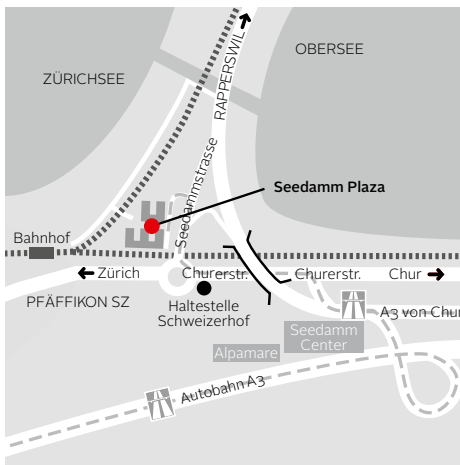 OBERSEE
ZÜRICHSEE
RAPPERSWIL
Seedammstrasse
Seedamm Plaza
Bahnhof
Zürich
Churerstr.
Churerstr.
Chur
PFÄFFIKON SZ
Haltestelle
Schweizerhof
A3 von Chur
Seedamm
Center
Alpamare
Autobahn A3